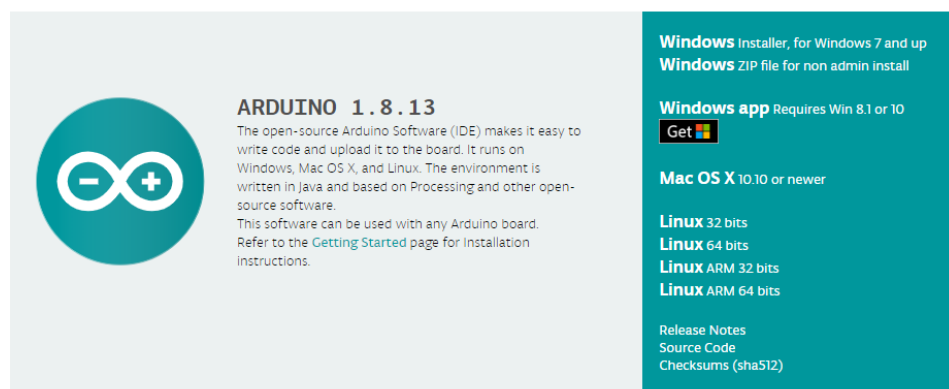 ARDUINO 1.8.13
The open-source Arduino Software (IDE) makes it easy to
write code and upload it to the board. It runs on
Windows, Mac OS X, and Linux. The environment is
written in Java and based on Processing and other open-
source software.
This software can be used with any Arduino board.
Refer to the Getting Started page for Installation
instructions.
Windows Installer, for Windows 7 and up
Windows ZIP file for non admin install
Windows app Requires Win 8.1 or 10
Get
Mac OS X 10.10 or newer
Linux 32 bits
Linux 64 bits
Linux ARM 32 bits
Linux ARM 64 bits
Release Notes
Source Code
Checksums (sha512)